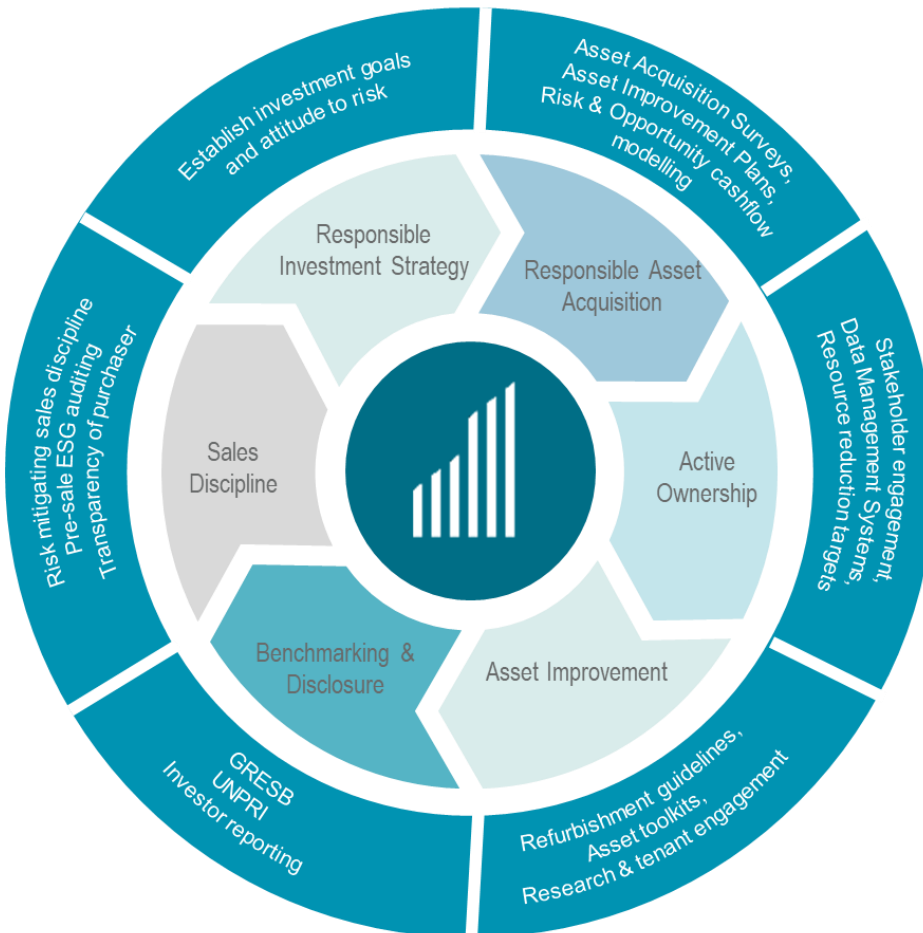 Establish investment goals
and attitude to risk
Asset Acquisition Surveys,
Asset Improvement Plans,
Risk & Opportunity cashflow
modelling
Stakeholder engagement,
Data Management Systems,
Resource reduction targets
Refurbishment guidelines,
Asset toolkits,
Research & tenant engagement
GRESB
UNPRI
Investor reporting
Risk mitigating sales discipline
Pre-sale ESG auditing
Transparency of purchaser
Responsible
Investment Strategy
Responsible Asset
Acquisition
Active
Ownership
Asset Improvement
Benchmarking &
Disclosure
Sales
Discipline